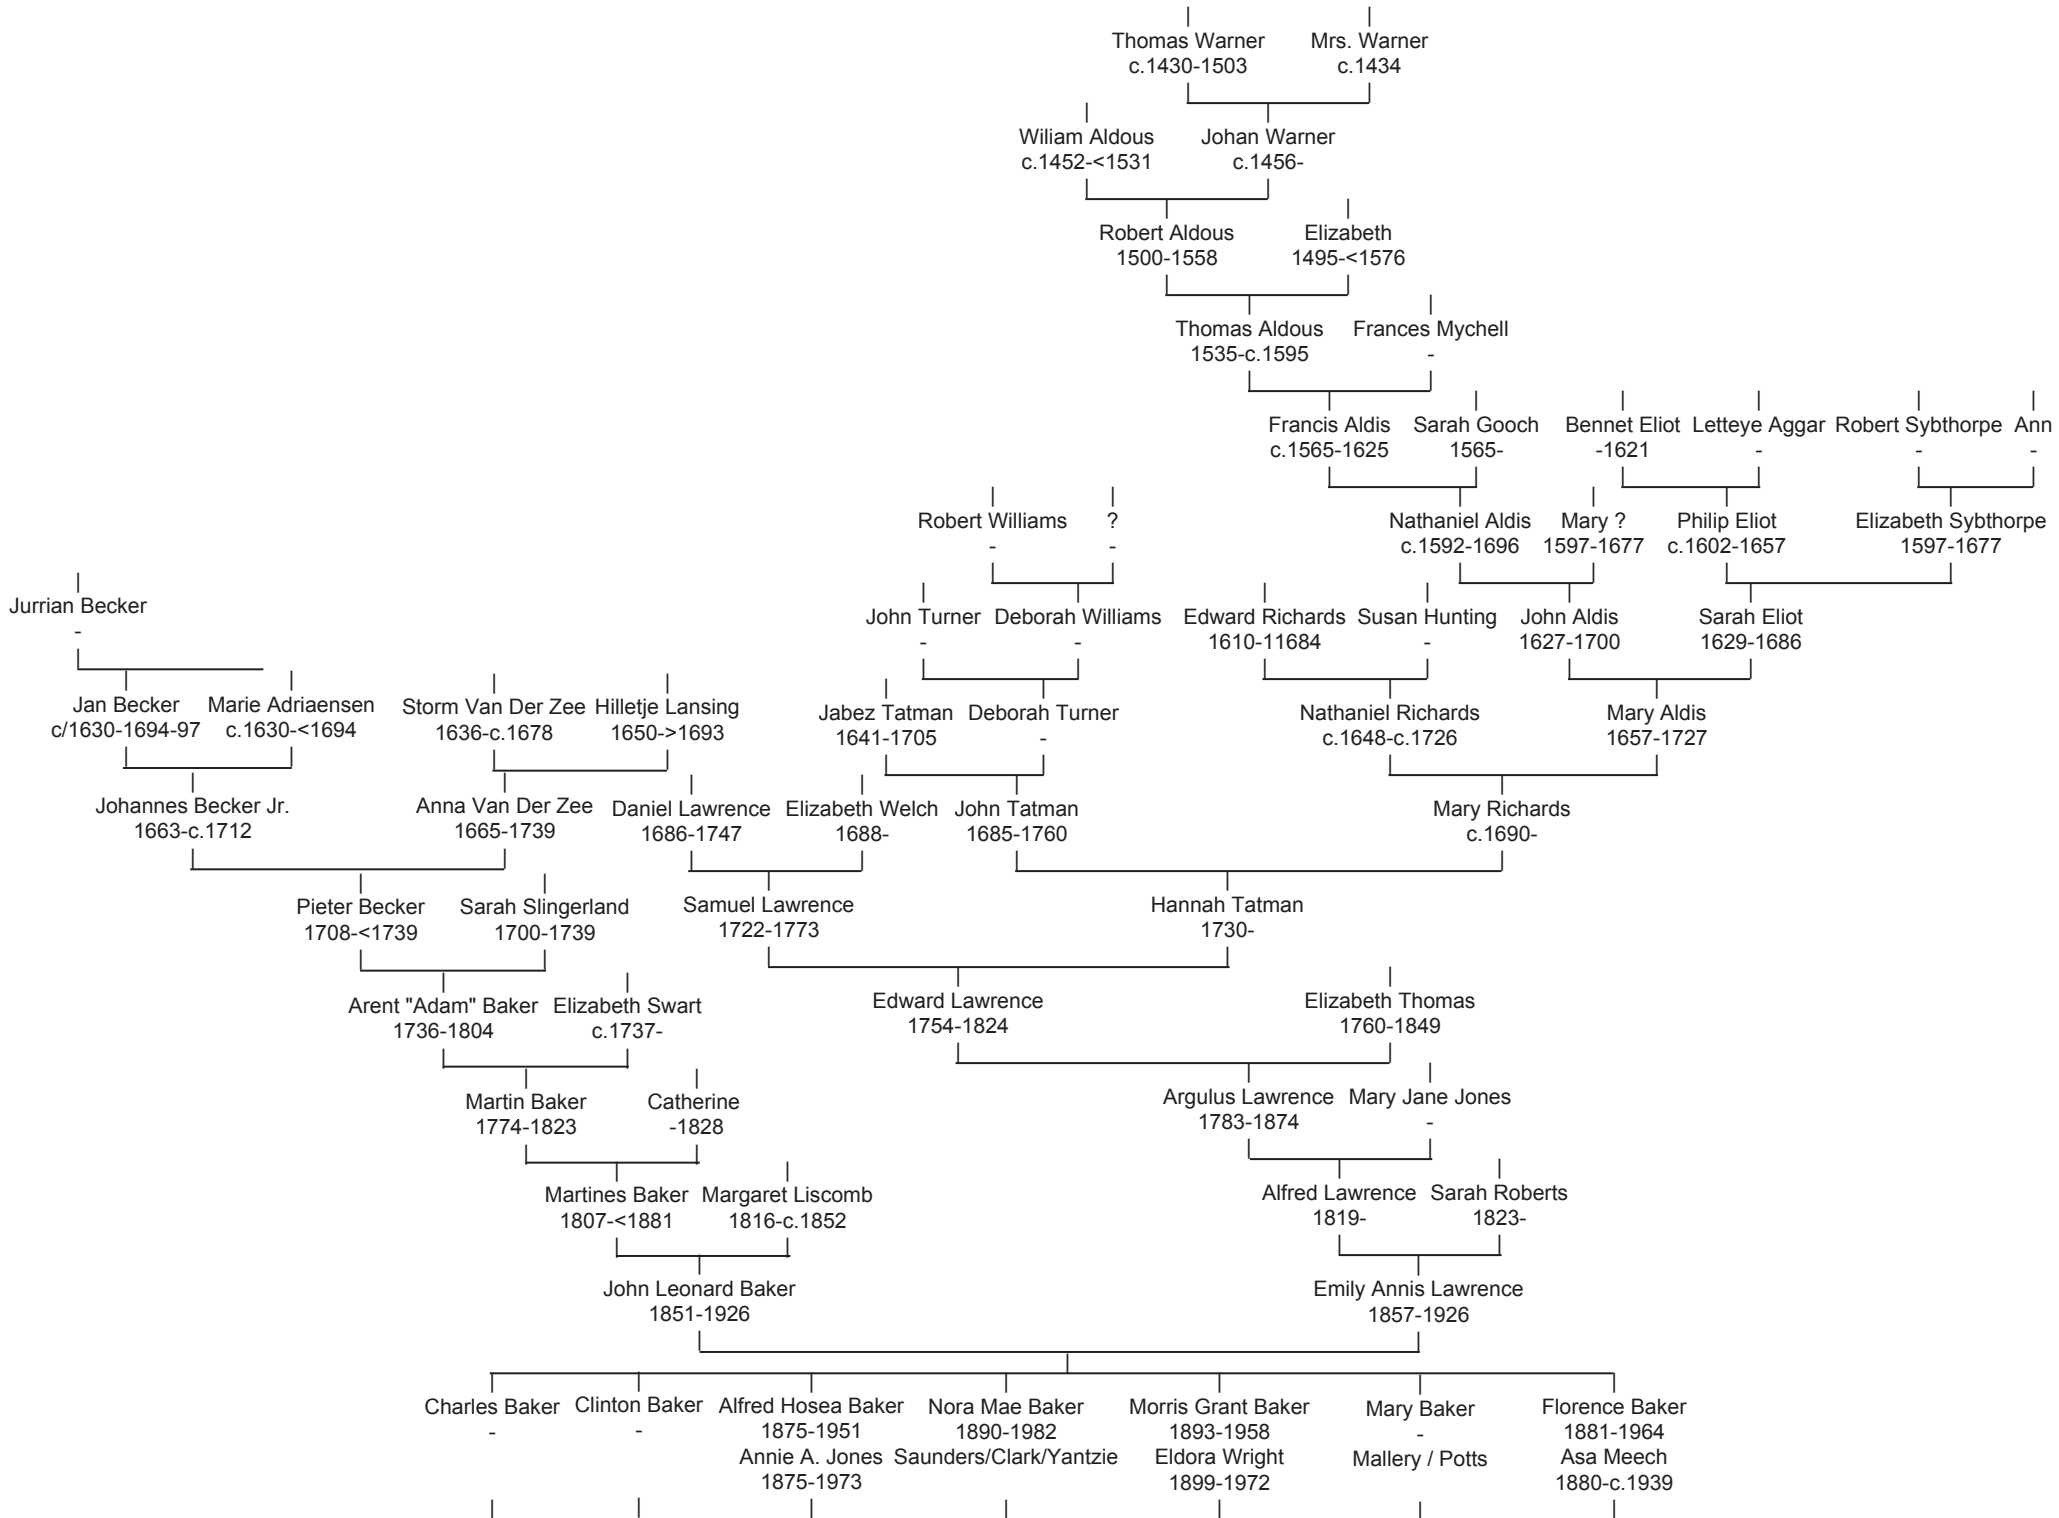 Thomas Warner
c.1430-1503
Mrs. Warner
c.1434
Wiliam Aldous
c.1452-<1531
Johan Warner
c.1456-
Robert Aldous
1500-1558
Elizabeth
1495-<1576
Thomas Aldous
1535-c.1595
Frances Mychell
-
Francis Aldis
c.1565-1625
Sarah Gooch
1565-
Bennet Eliot
-1621
Letteye Aggar
-
Robert Sybthorpe
-
Ann
-
Robert Williams
-
?
-
Nathaniel Aldis
c.1592-1696
Mary ?
1597-1677
Philip Eliot
c.1602-1657
Elizabeth Sybthorpe
1597-1677
Jurrian Becker
-
John Turner
-
Deborah Williams
-
Edward Richards
1610-11684
Susan Hunting
-
John Aldis
1627-1700
Sarah Eliot
1629-1686
Jan Becker
c/1630-1694-97
Marie Adriaensen
c.1630-<1694
Storm Van Der Zee
1636-c.1678
Hilletje Lansing
1650->1693
Jabez Tatman
1641-1705
Deborah Turner
-
Nathaniel Richards
c.1648-c.1726
Mary Aldis
1657-1727
Johannes Becker Jr.
1663-c.1712
Anna Van Der Zee
1665-1739
Daniel Lawrence
1686-1747
Elizabeth Welch
1688-
John Tatman
1685-1760
Mary Richards
c.1690-
Pieter Becker
1708-<1739
Sarah Slingerland
1700-1739
Samuel Lawrence
1722-1773
Hannah Tatman
1730-
Arent "Adam" Baker
1736-1804
Elizabeth Swart
c.1737-
Edward Lawrence
1754-1824
Elizabeth Thomas
1760-1849
Martin Baker
1774-1823
Catherine
-1828
Argulus Lawrence
1783-1874
Mary Jane Jones
-
Martines Baker
1807-<1881
Margaret Liscomb
1816-c.1852
Alfred Lawrence
1819-
Sarah Roberts
1823-
John Leonard Baker
1851-1926
Emily Annis Lawrence
1857-1926
Charles Baker
-
Clinton Baker
-
Alfred Hosea Baker
1875-1951
Annie A. Jones
1875-1973
Nora Mae Baker
1890-1982
Saunders/Clark/Yantzie
Morris Grant Baker
1893-1958
Eldora Wright
1899-1972
Mary Baker
-
Mallery / Potts
Florence Baker
1881-1964
Asa Meech
1880-c.1939